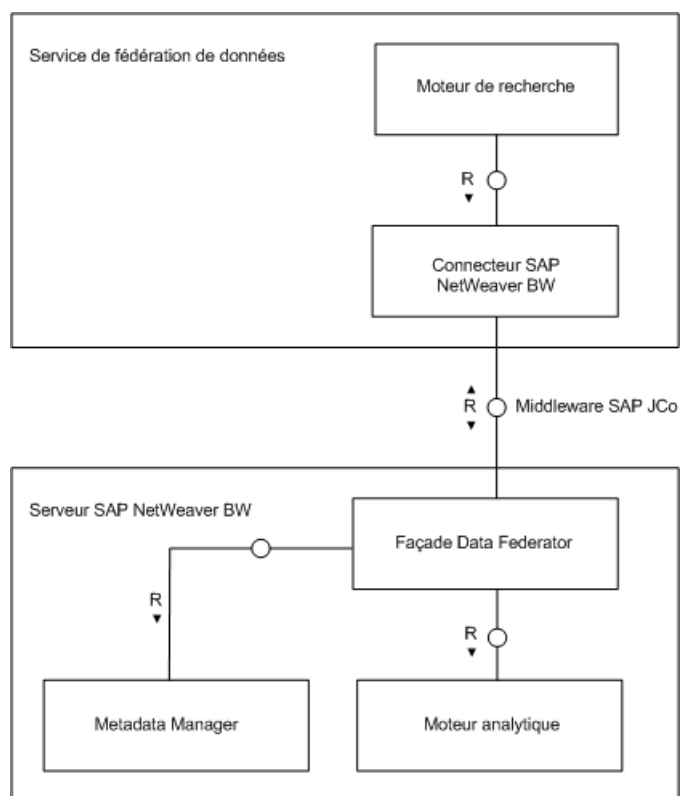 Service de fédération de données
Moteur de recherche
R
Connecteur SAP
NetWeaver BW
R
Middleware SAP JCo
Serveur SAP NetWeaver BW
Façade Data Federator
R
R
Metadata Manager
Moteur analytique